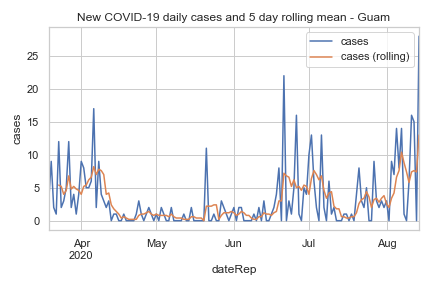 New COVID-19 daily cases and 5 day rolling mean - Guam
cases
cases (rolling)
25
20
15
10
5
0
cases
Apr
2020
May
Jun
Jul
Aug
dateRep